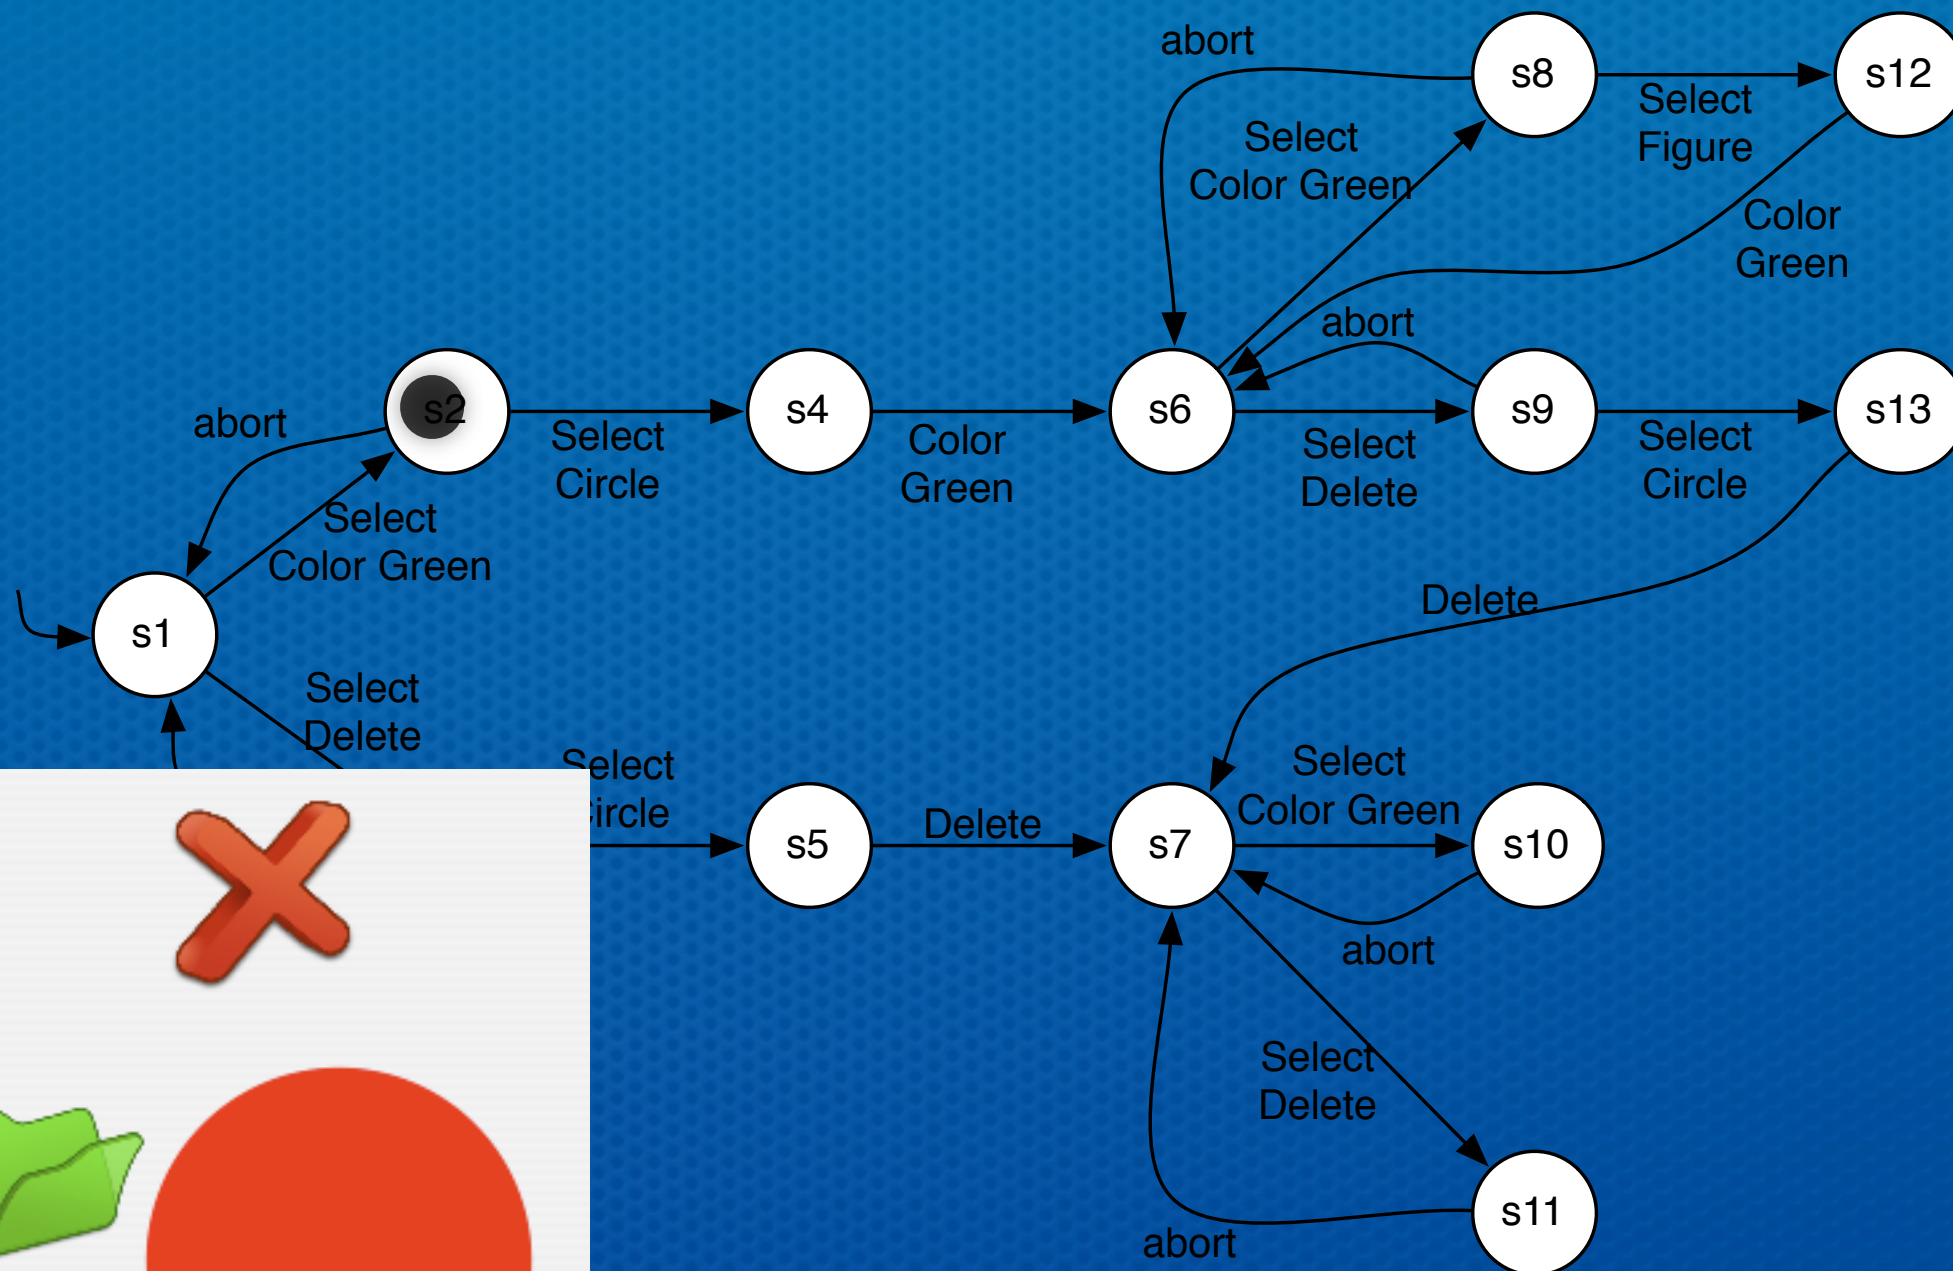 abort
s8
s12
Select
Figure
Select
Color Green
Color
Green
abort
s2
s4
s6
s9
s13
abort
Select
Circle
Color
Green
Select
Delete
Select
Circle
Select
Color Green
s1
Delete
Select
Delete
Select
Circle
s5
Delete
s7
Select
Color Green
s10
abort
Select
Delete
s11
abort